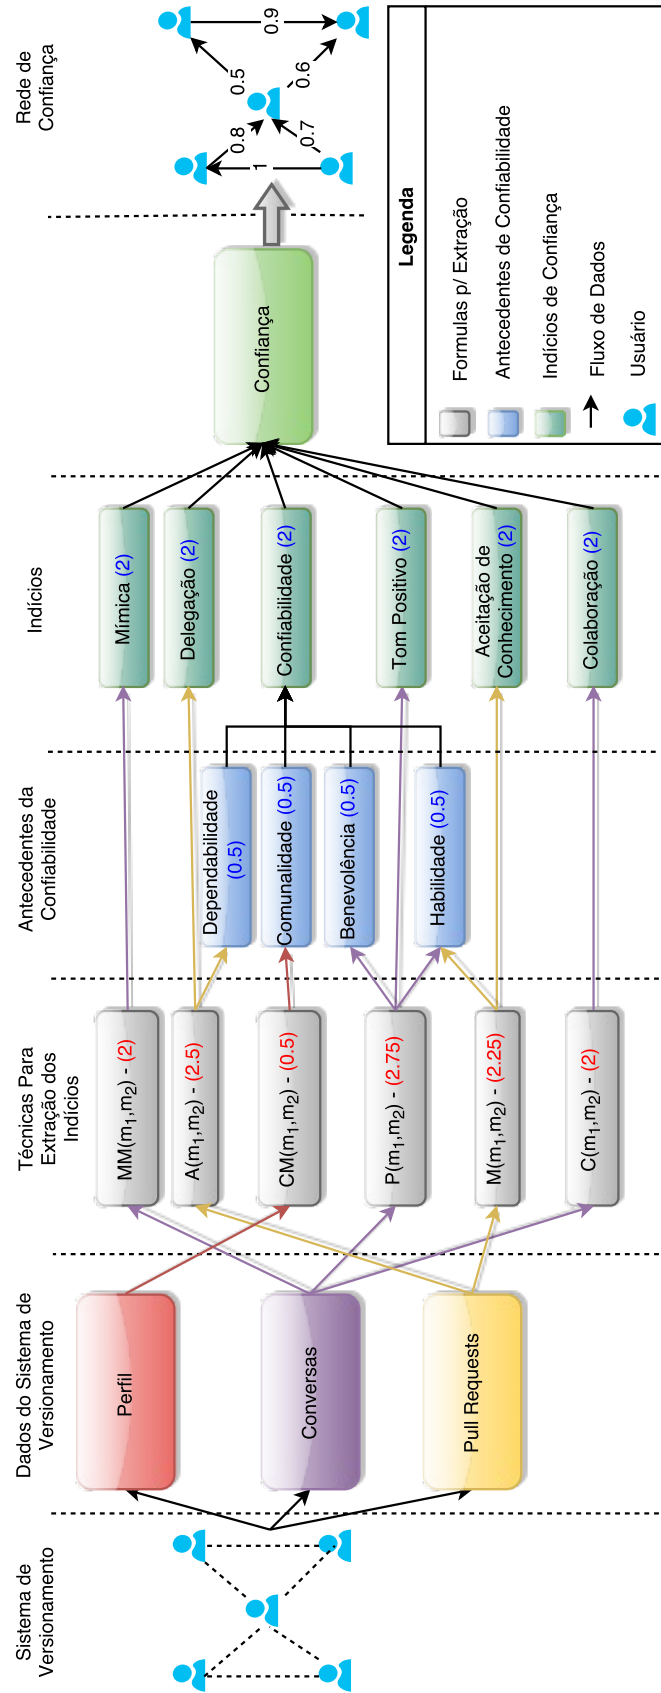 Sistema de
Versionamento
Dados do Sistema de
Versionamento
Perfil
Conversas
Pull Requests
Técnicas Para
Extração dos
Indícios
MM(m₁,m₂) - (2)
A(m₁,m₂) - (2.5)
CM(m₁,m₂) - (0.5)
P(m₁,m₂) - (2.75)
M(m₁,m₂) - (2.25)
C(m₁,m₂) - (2)
Antecedentes da
Confiabilidade
Dependabilidade
(0.5)
Comunalidade (0.5)
Benevolência (0.5)
Habilidade (0.5)
Indícios
Mímica (2)
Delegação (2)
Confiabilidade (2)
Tom Positivo (2)
Aceitação de
Conhecimento (2)
Colaboração (2)
Confiança
Rede de
Confiança
1
0.8
0.7
0.5
0.6
0.9
Legenda
Formulas p/ Extração
Antecedentes de Confiabilidade
Indícios de Confiança
Fluxo de Dados
Usuário